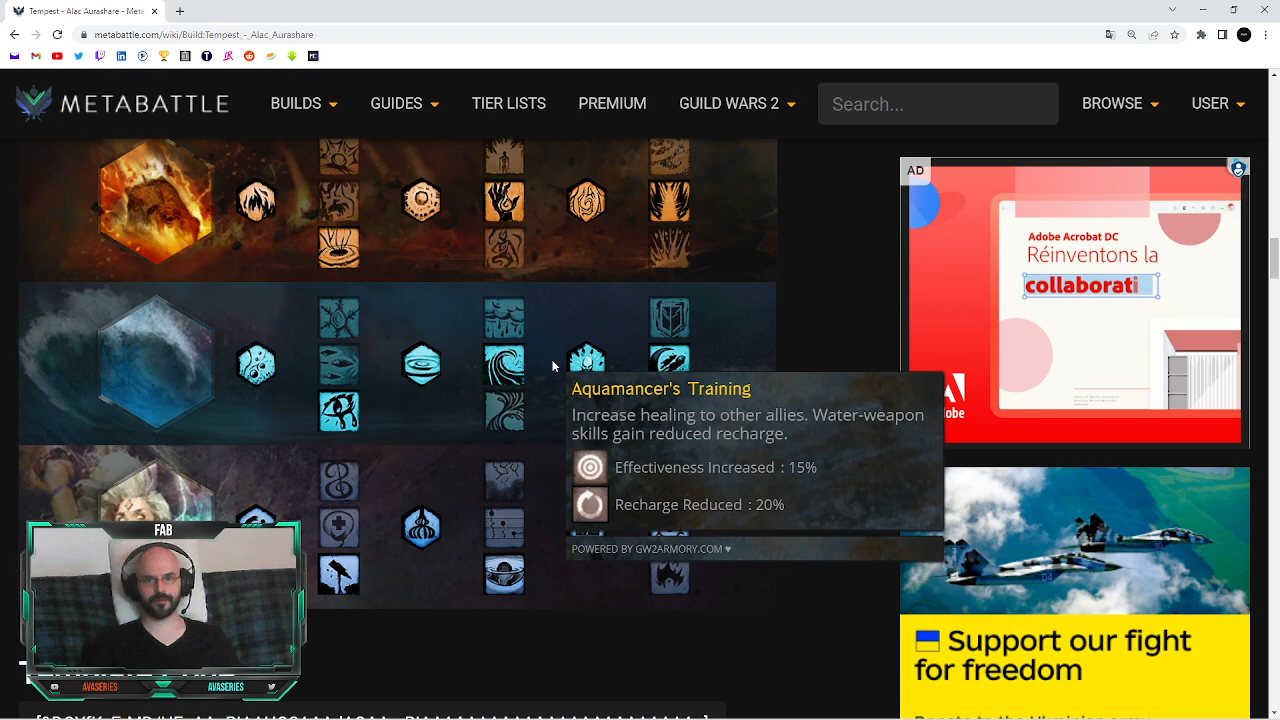 Tempest - Alac Aurashare - Meta
metabattle.com/wiki/Build:Tempest_-_Alac_Aurashare
METABATTLE
BUILDS
GUIDES
TIER LISTS
PREMIUM
GUILD WARS 2
Search...
BROWSE
USER
AD
Adobe Acrobat DC
Réinventons la
collaborati
Aquamancer's Training
Increase healing to other allies. Water-weapon
skills gain reduced recharge.
Effectiveness Increased : 15%
Recharge Reduced : 20%
POWERED BY GW2ARMORY.COM ♥
FAB
AVASERIES
AVASERIES
Support our fight
for freedom